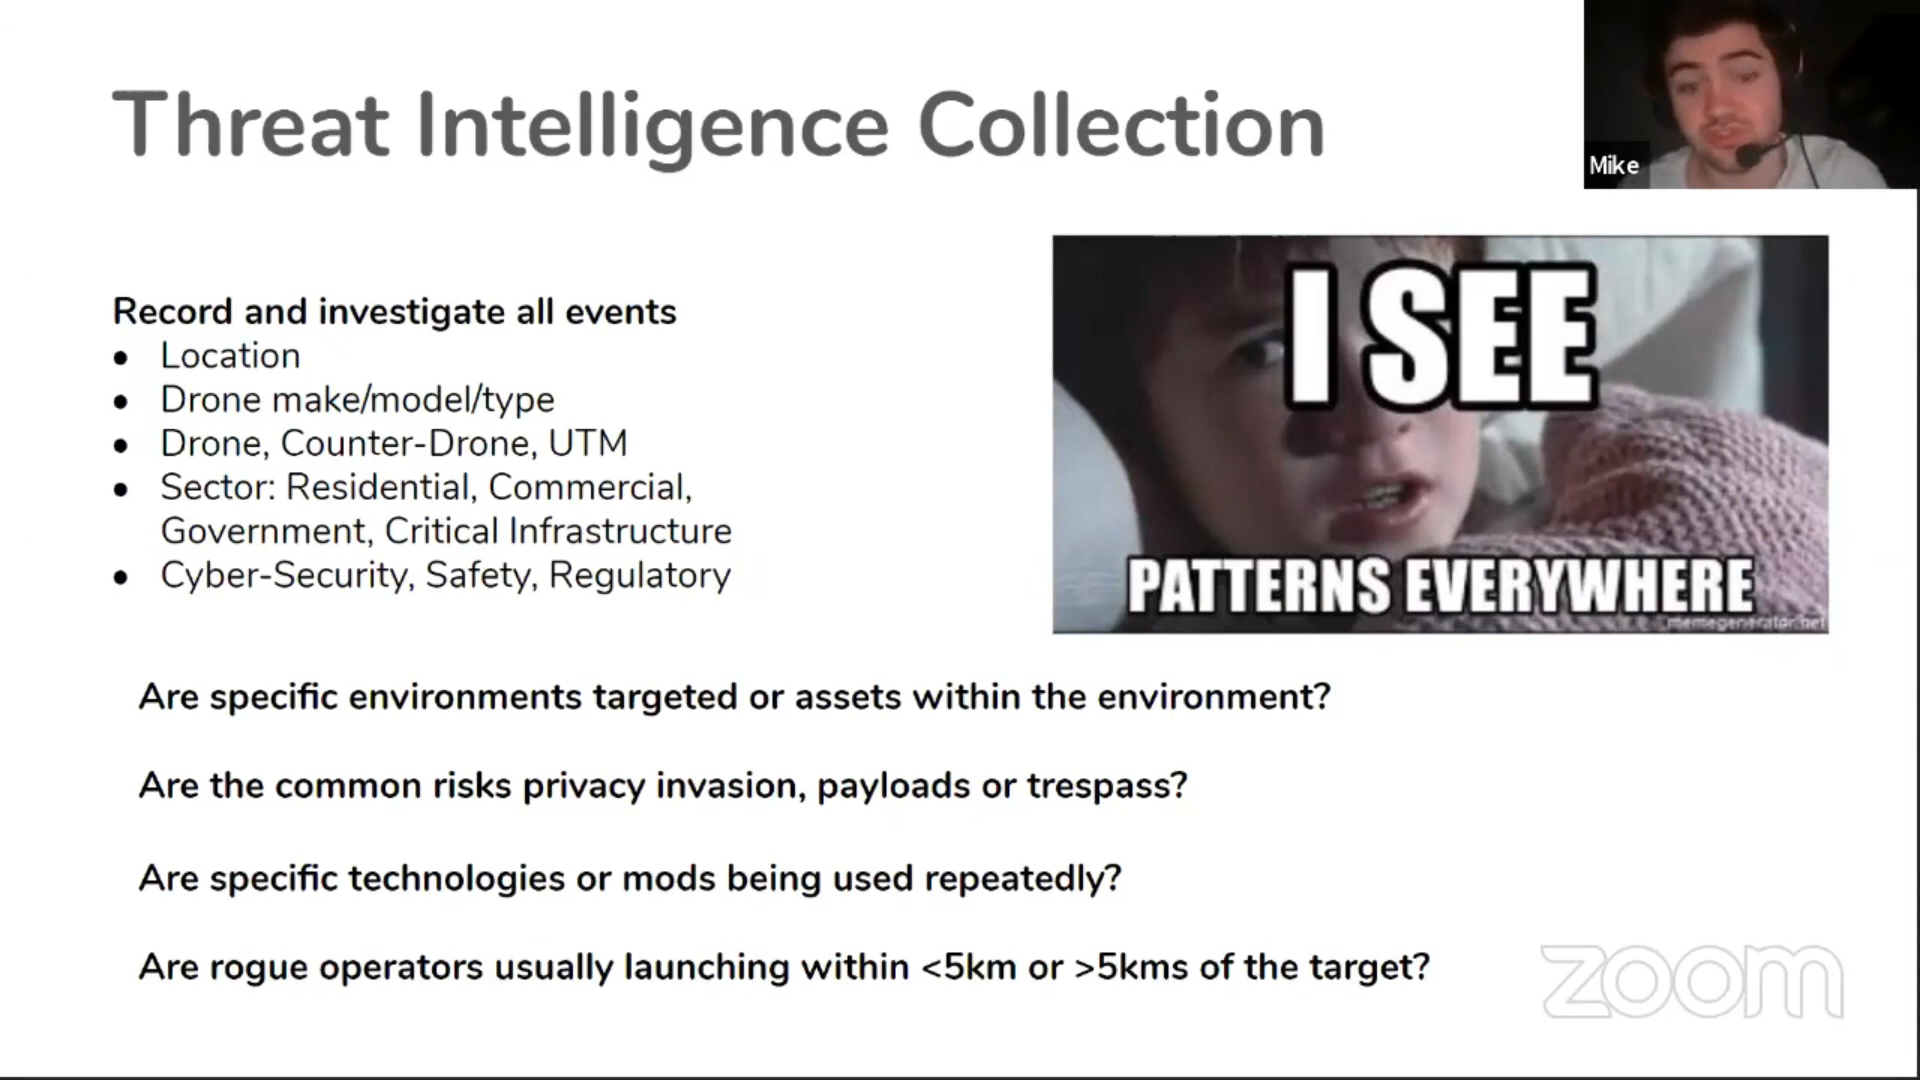 Threat Intelligence Collection
Mike
Record and investigate all events
● Location
● Drone make/model/type
● Drone, Counter-Drone, UTM
● Sector: Residential, Commercial,
Government, Critical Infrastructure
● Cyber-Security, Safety, Regulatory
I SEE
PATTERNS EVERYWHERE
memegenerator.net
Are specific environments targeted or assets within the environment?
Are the common risks privacy invasion, payloads or trespass?
Are specific technologies or mods being used repeatedly?
Are rogue operators usually launching within <5km or >5kms of the target?
zoom